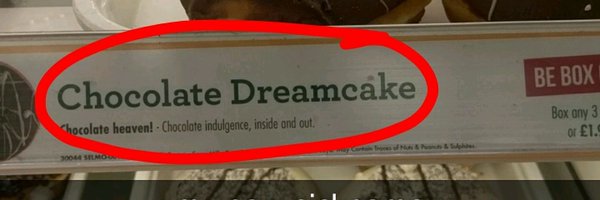 Chocolate Dreamcake
Chocolate heaven! - Chocolate indulgence, inside and out.
BE BOX
Box any 3
or £1.
30044 May Contain Traces of Nuts & Peanuts & Sulphites